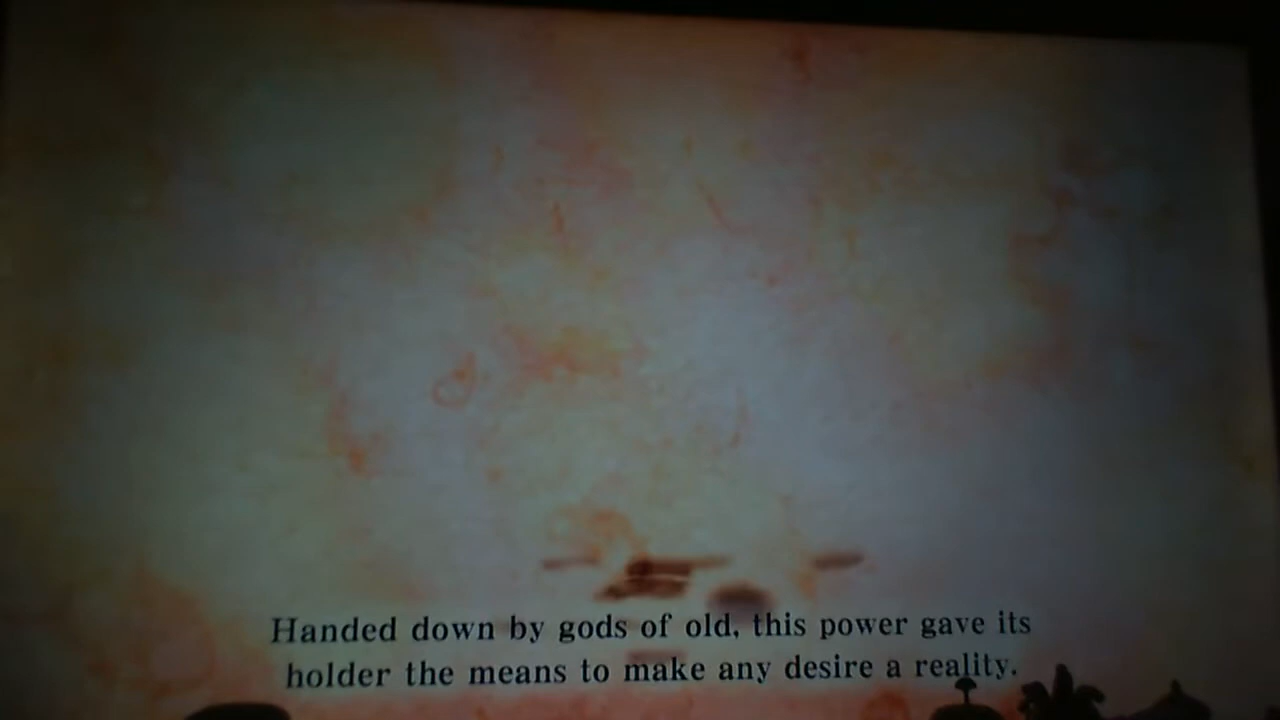 Handed down by gods of old, this power gave its
holder the means to make any desire a reality.